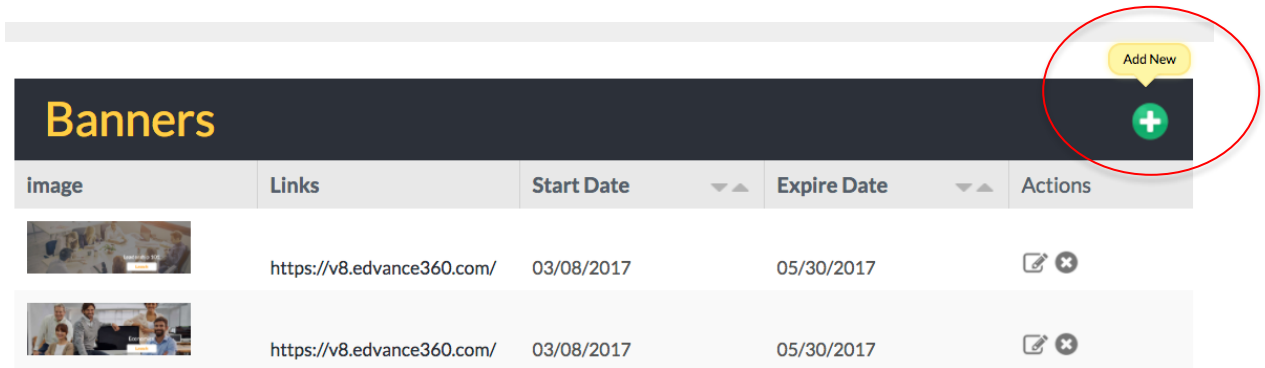 Add New
Banners
image Links Start Date Expire Date Actions
https://v8.edvance360.com/ 03/08/2017 05/30/2017
https://v8.edvance360.com/ 03/08/2017 05/30/2017